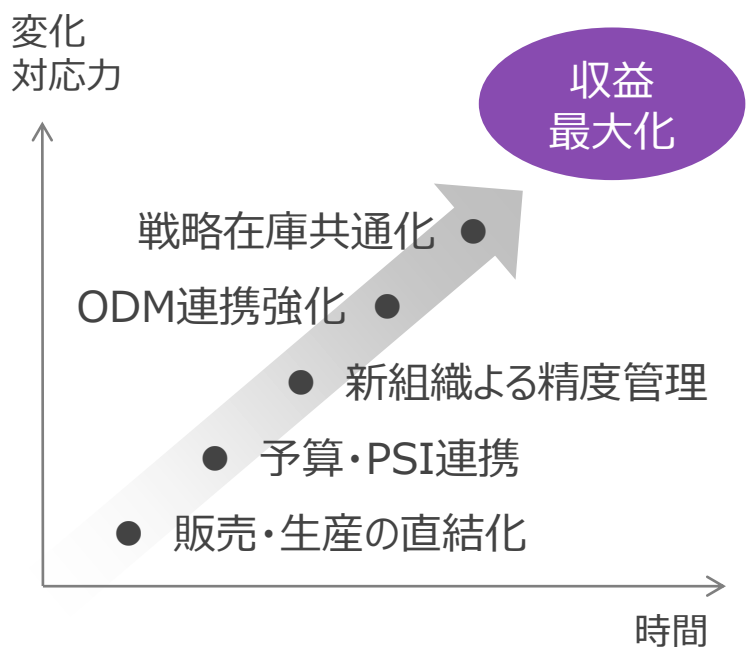 変化
対応力
収益
最大化
戦略在庫共通化
ODM連携強化
新組織よる精度管理
予算・PSI連携
販売・生産の直結化
時間